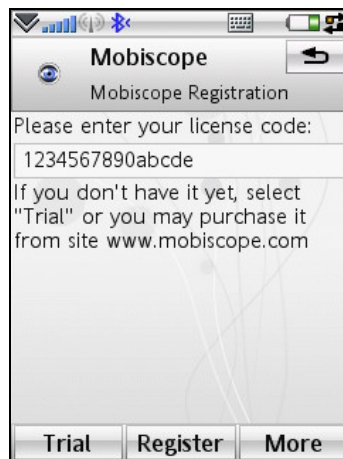 Mobiscope
Mobiscope Registration
Please enter your license code:
1234567890abcde
If you don't have it yet, select
"Trial" or you may purchase it
from site www.mobiscope.com
Trial Register More